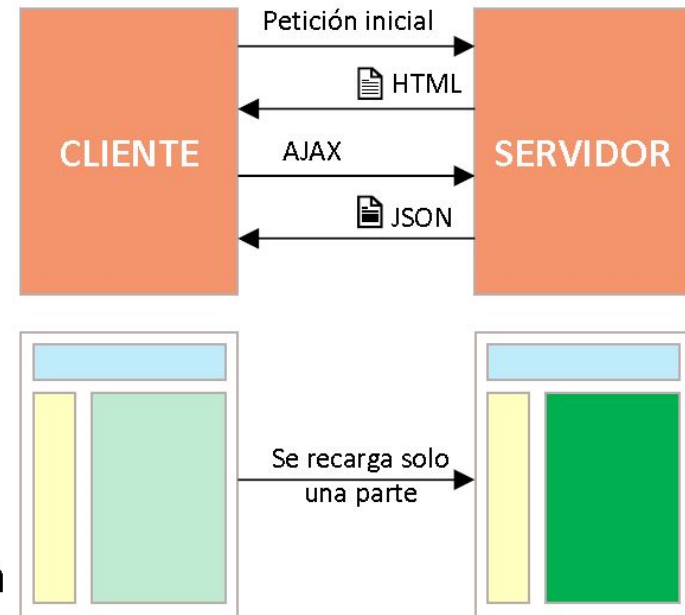 Petición inicial
HTML
CLIENTE
SERVIDOR
AJAX
JSON
Se recarga solo
una parte